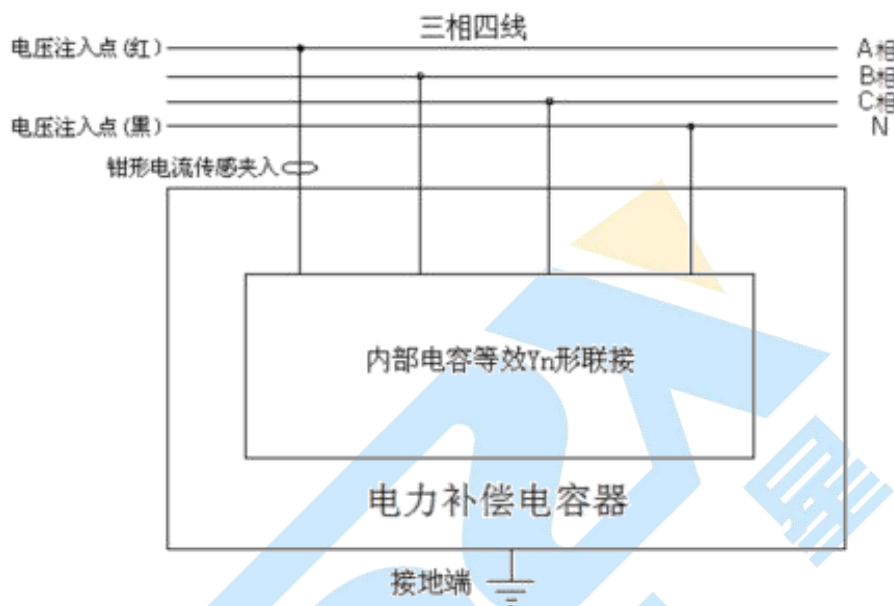 三相四线
电压注入点(红)
A相
B相
C相
电压注入点(黑)
N
钳形电流传感夹入
内部电容等效Yn形联接
电力补偿电容器
接地端